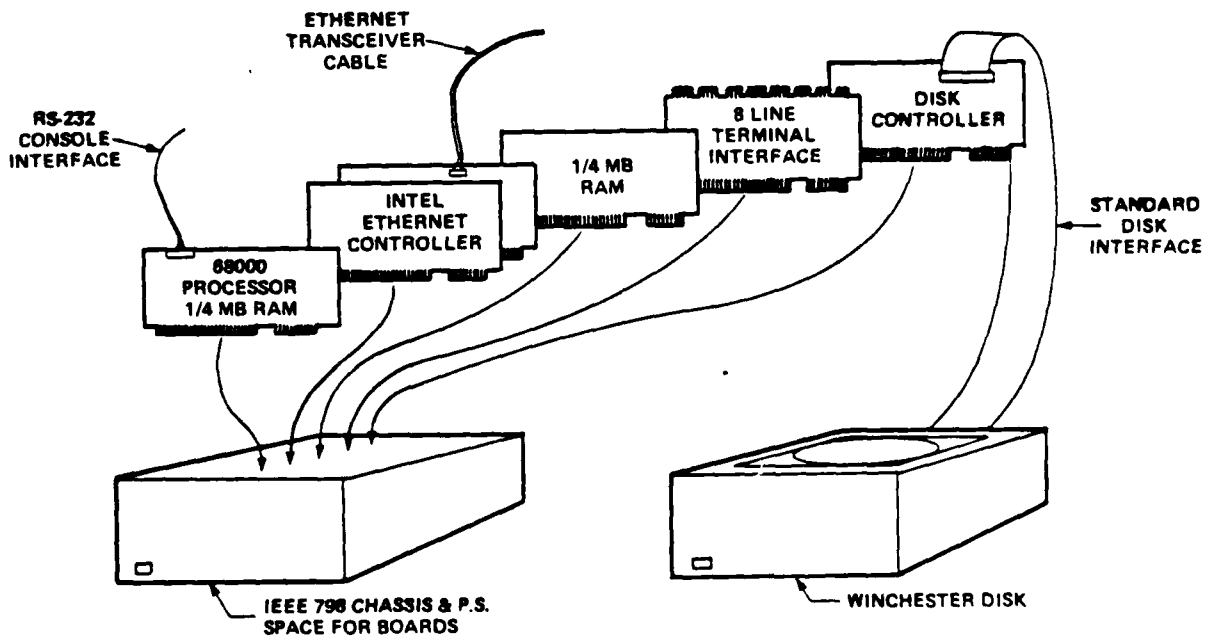 ETHERNET
TRANSCEIVER
CABLE
RS-232
CONSOLE
INTERFACE
8 LINE
TERMINAL
INTERFACE
DISK
CONTROLLER
1/4 MB
RAM
INTEL
ETHERNET
CONTROLLER
68000
PROCESSOR
1/4 MB RAM
STANDARD
DISK
INTERFACE
IEEE 796 CHASSIS & P.S.
SPACE FOR BOARDS
WINCHESTER DISK